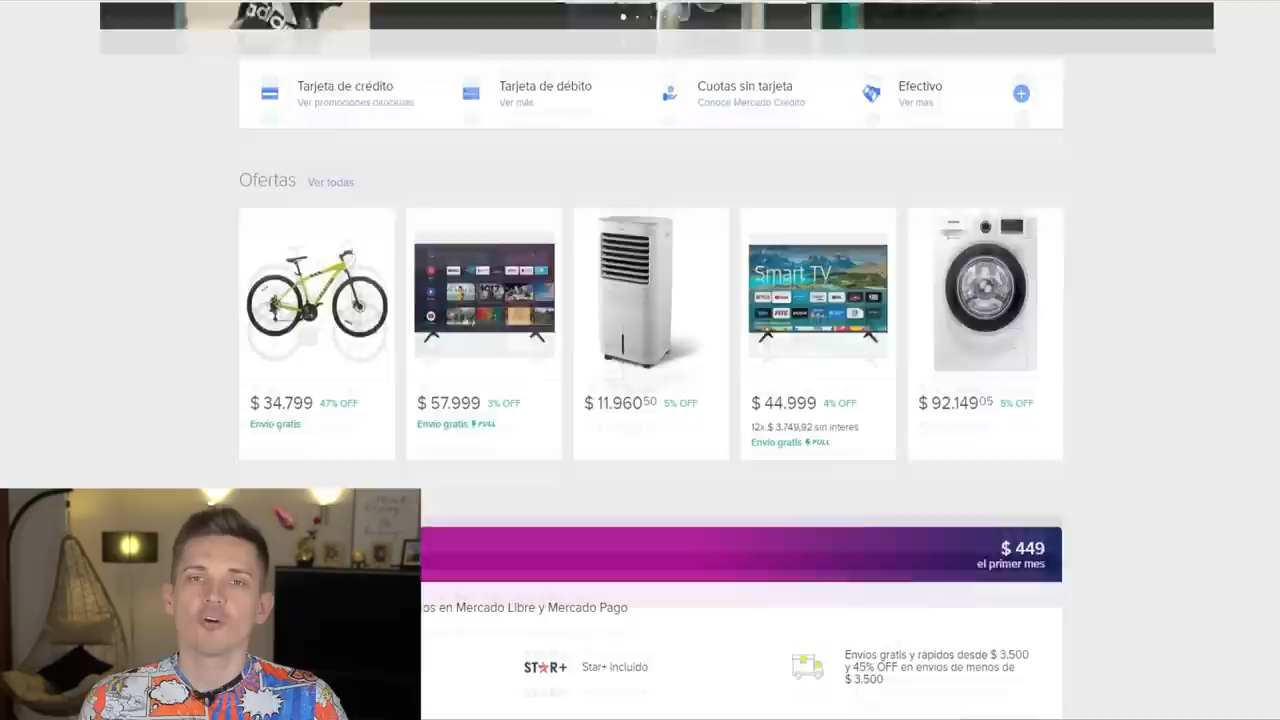 adidas
Tarjeta de crédito
Ver promociones bancarias
Tarjeta de débito
Ver más
Cuotas sin tarjeta
Conocé Mercado Crédito
Efectivo
Ver más
Ofertas Ver todas
Smart TV
$ 34.799 47% OFF
Envío gratis
$ 57.999 3% OFF
Envío gratis FULL
$ 11.960 50 5% OFF
$ 44.999 4% OFF
12x $ 3.749,92 sin interés
Envío gratis FULL
$ 92.149 05 5% OFF
$ 449
el primer mes
os en Mercado Libre y Mercado Pago
STAR+ Star+ incluido
Envíos gratis y rápidos desde $ 3.500
y 45% OFF en envíos de menos de
$ 3.500